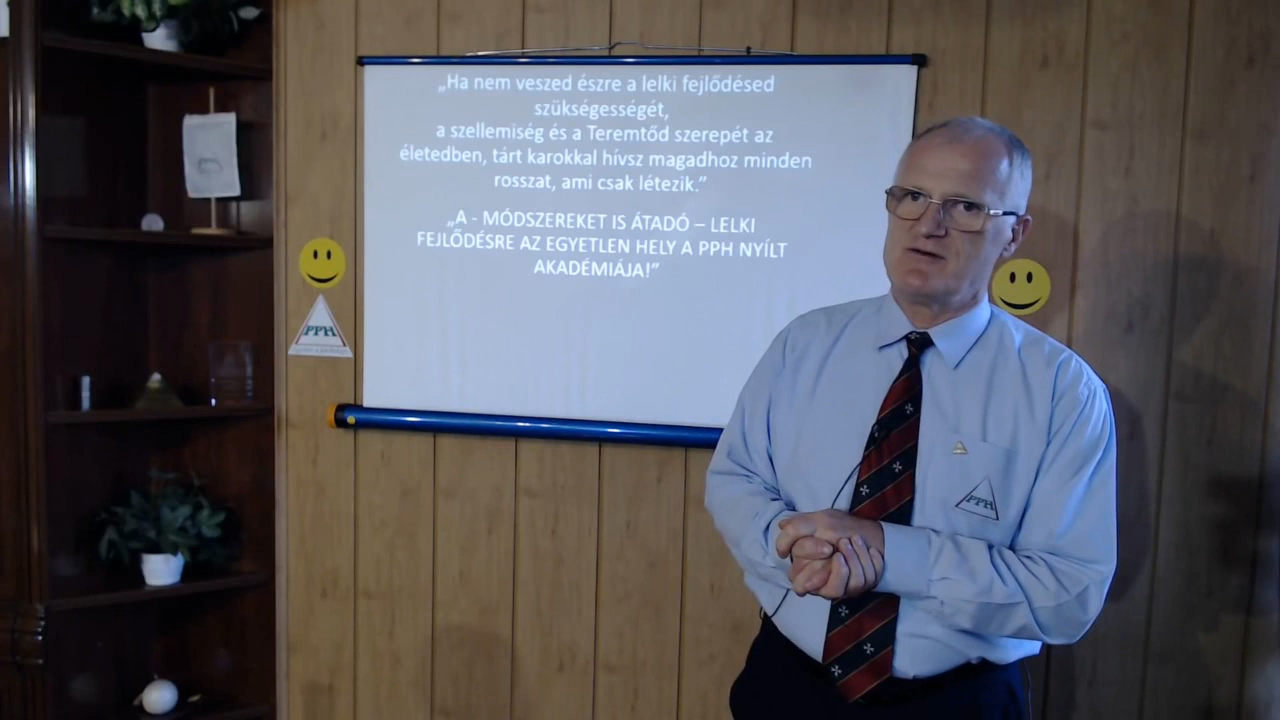 „Ha nem veszed észre a lelki fejlődésed
szükségességét,
a szellemiség és a Teremtőd szerepét az
életedben, tárt karokkal hívsz magadhoz minden
rosszat, ami csak létezik.”
„A - MÓDSZEREKET IS ÁTADÓ – LELKI
FEJLŐDÉSRE AZ EGYETLEN HELY A PPH NYÍLT
AKADÉMIÁJA!”
PPH
PPH